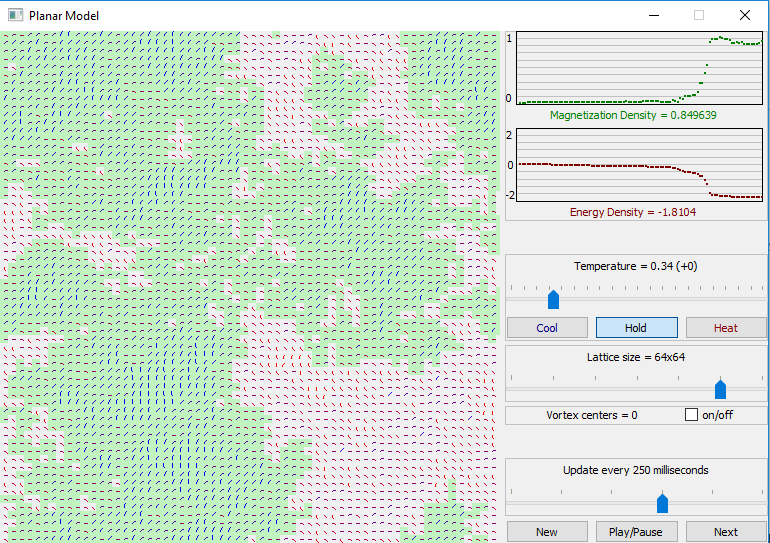 Planar Model
1
0
Magnetization Density = 0.849639
2
0
-2
Energy Density = -1.8104
Temperature = 0.34 (+0)
Cool Hold Heat
Lattice size = 64x64
Vortex centers = 0 on/off
Update every 250 milliseconds
New Play/Pause Next